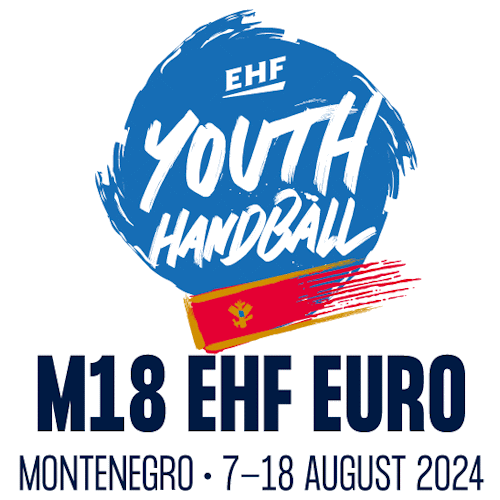 EHF
YOUTH
HANDBALL
M18 EHF EURO
MONTENEGRO • 7–18 AUGUST 2024